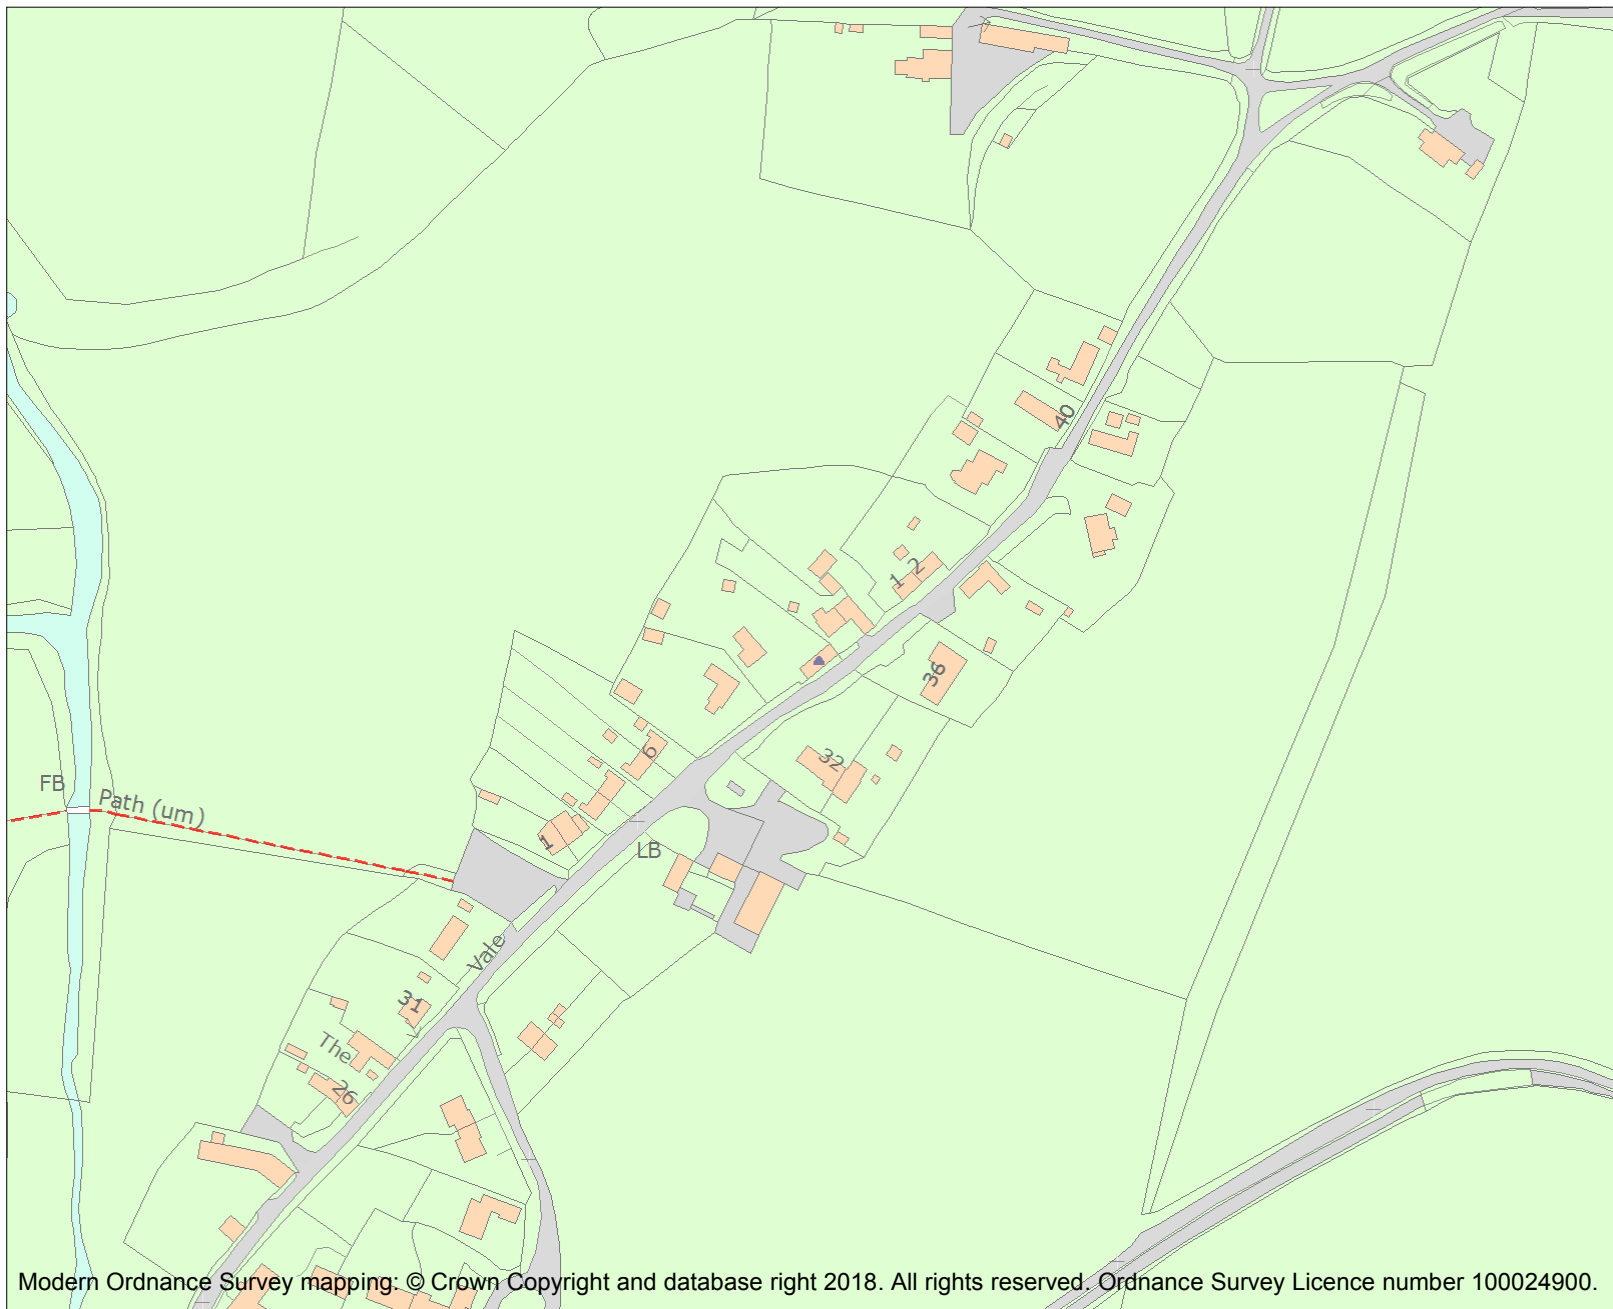 40
1 2
36
6
32
FB
Path (um)
1
LB
Vale
31
The
26
Modern Ordnance Survey mapping: © Crown Copyright and database right 2018. All rights reserved. Ordnance Survey Licence number 100024900.